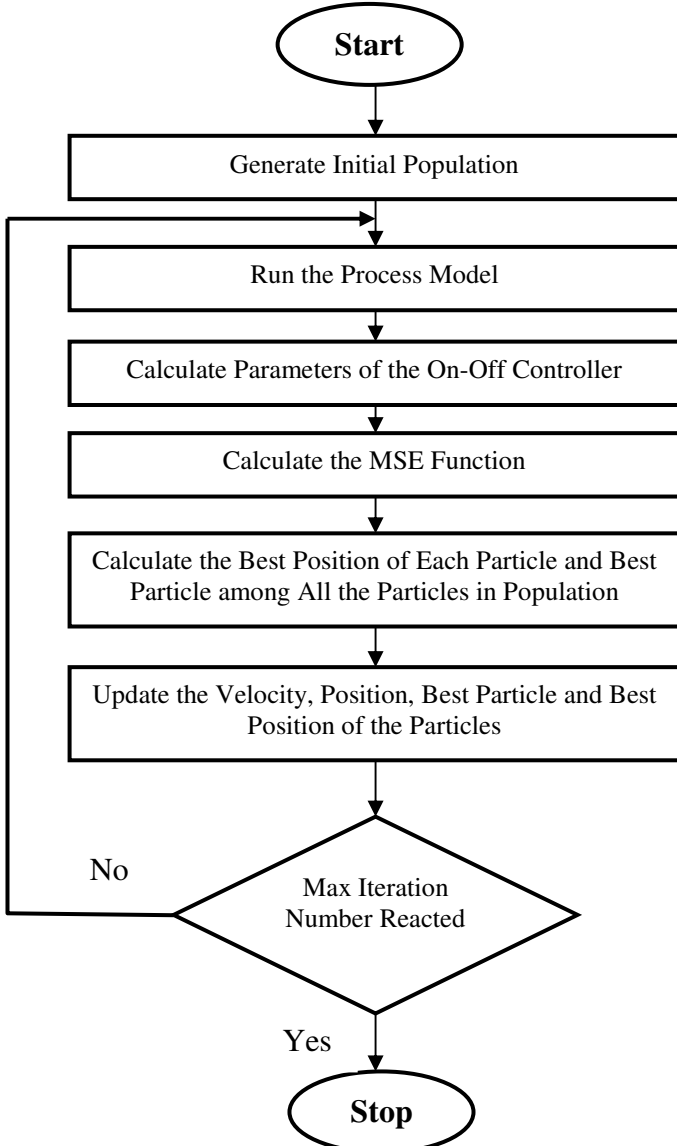 Start
Generate Initial Population
Run the Process Model
Calculate Parameters of the On-Off Controller
Calculate the MSE Function
Calculate the Best Position of Each Particle and Best
Particle among All the Particles in Population
Update the Velocity, Position, Best Particle and Best
Position of the Particles
No
Max Iteration
Number Reacted
Yes
Stop